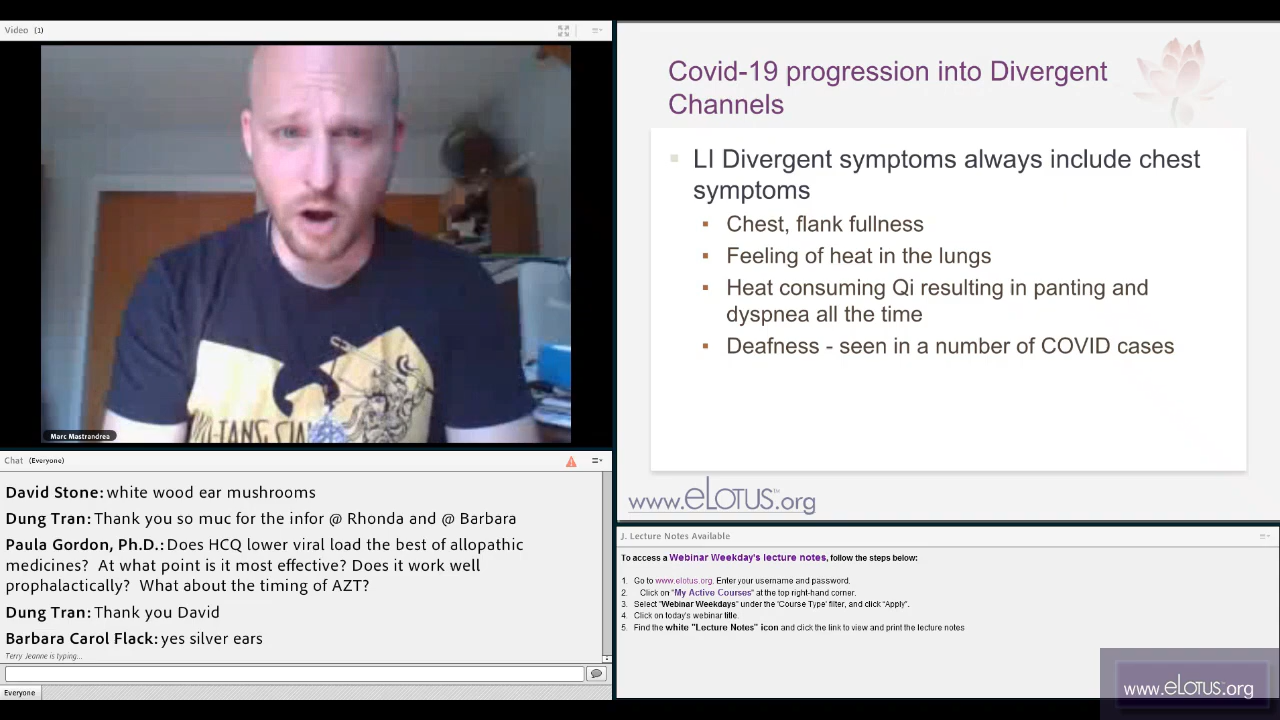 Video (1)
Marc Mastrandrea
WU-TANG CLAN
Chat (Everyone)
David Stone: white wood ear mushrooms
Dung Tran: Thank you so muc for the infor @ Rhonda and @ Barbara
Paula Gordon, Ph.D.: Does HCQ lower viral load the best of allopathic
medicines?  At what point is it most effective? Does it work well
prophalactically?  What about the timing of AZT?
Dung Tran: Thank you David
Barbara Carol Flack: yes silver ears
Terry Jeanne is typing...
Everyone
Covid-19 progression into Divergent
Channels
LI Divergent symptoms always include chest
symptoms
Chest, flank fullness
Feeling of heat in the lungs
Heat consuming Qi resulting in panting and
dyspnea all the time
Deafness - seen in a number of COVID cases
www.eLOTUS.org
J. Lecture Notes Available
To access a Webinar Weekday's lecture notes, follow the steps below:
1. Go to www.elotus.org. Enter your username and password.
2. Click on "My Active Courses" at the top right-hand corner.
3. Select "Webinar Weekdays" under the 'Course Type' filter, and click "Apply".
4. Click on today's webinar title.
5. Find the white "Lecture Notes" icon and click the link to view and print the lecture notes
www.eLOTUS.org